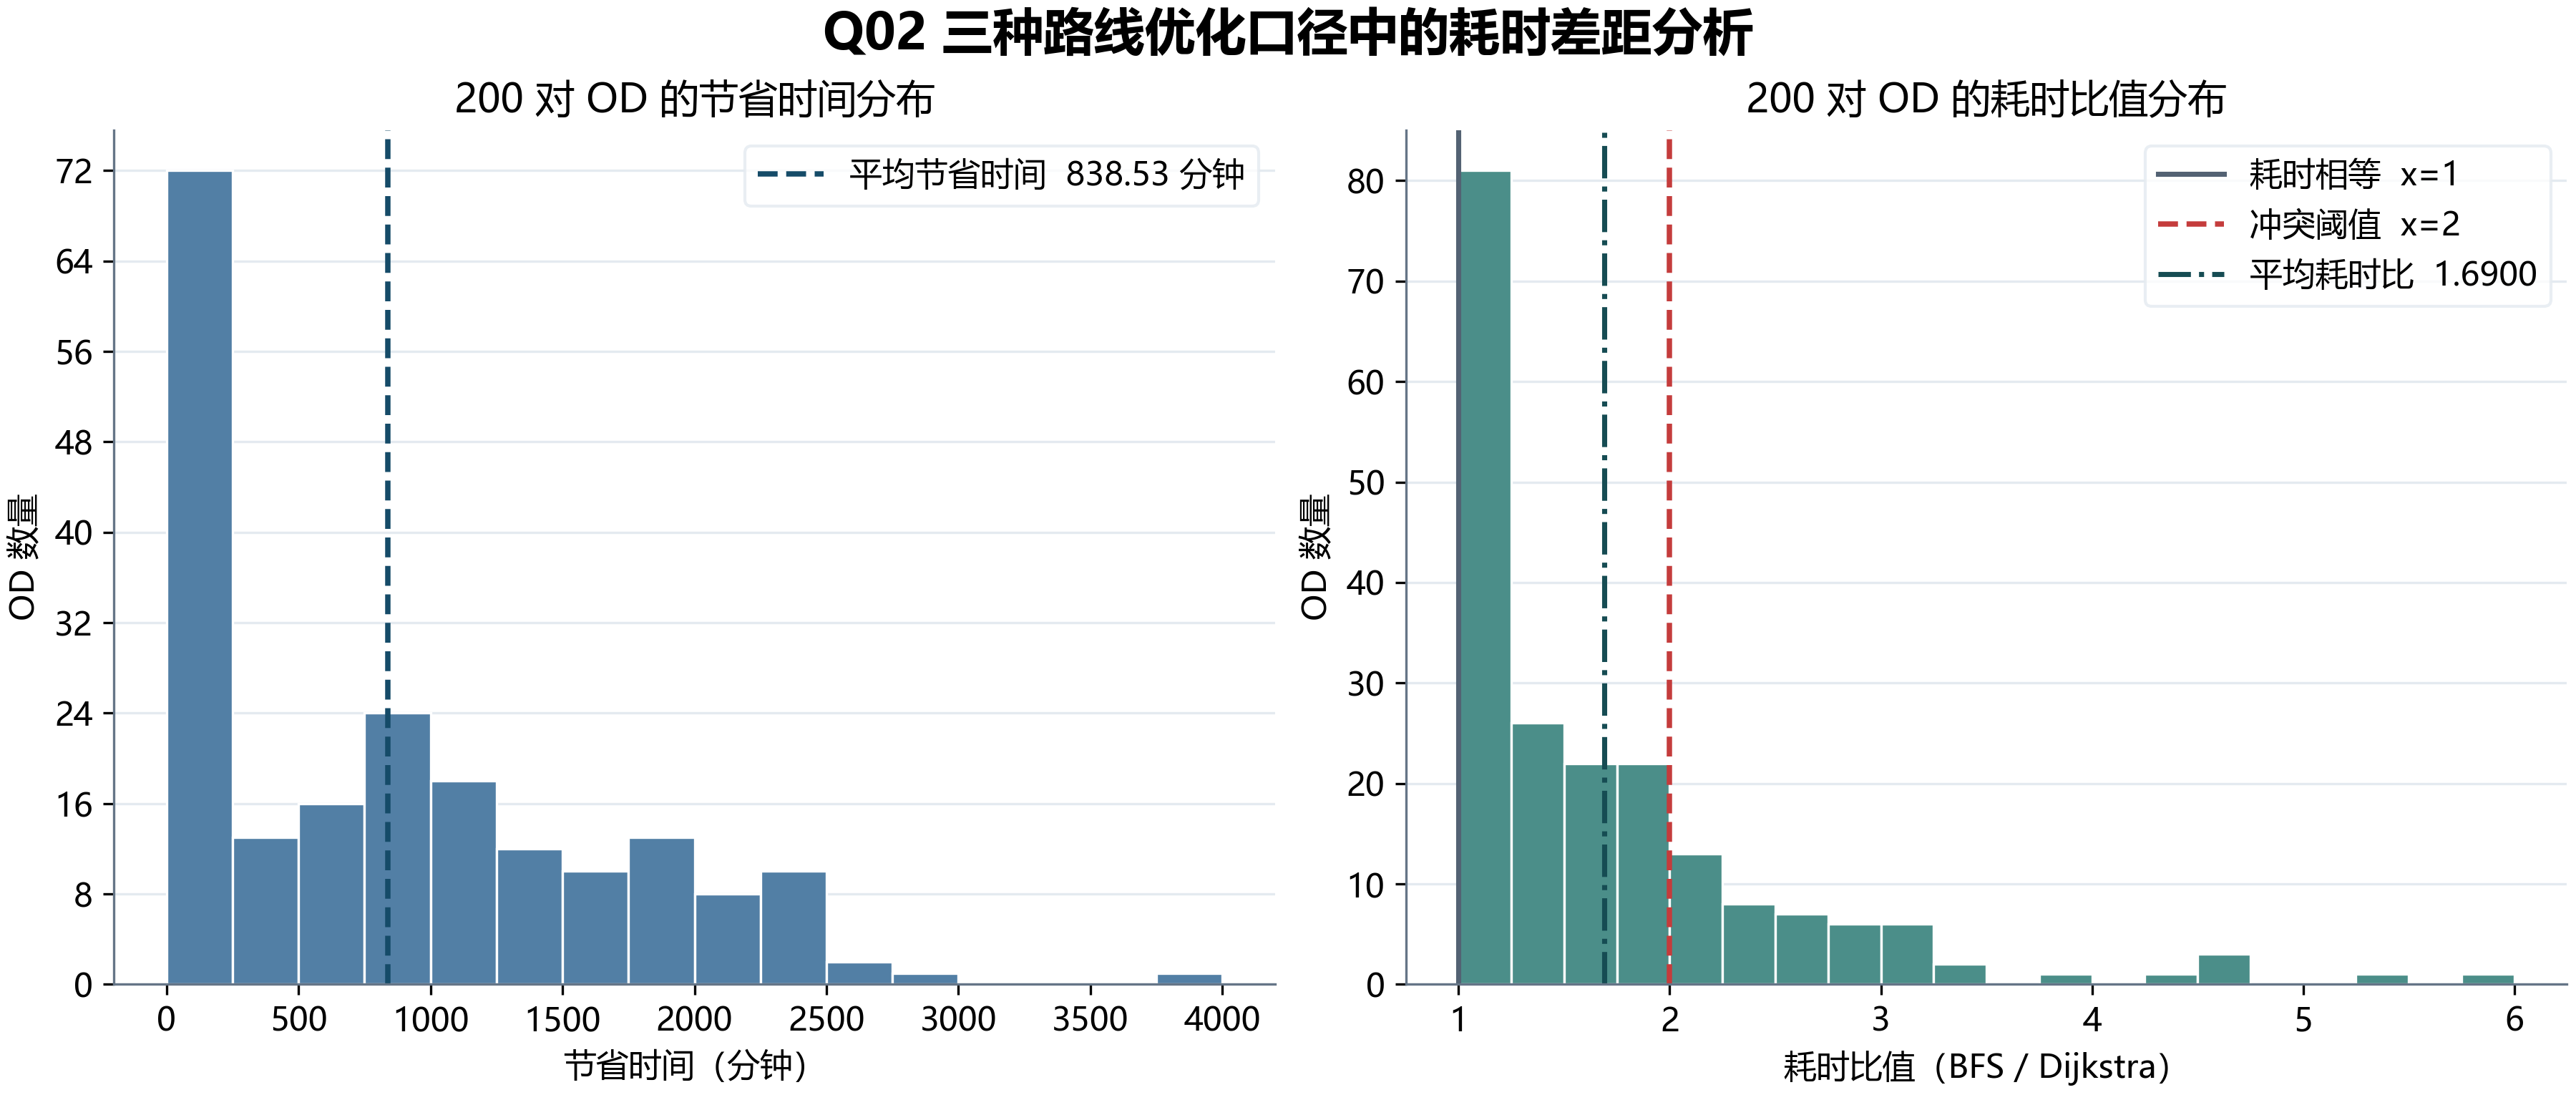 Q02 三种路线优化口径中的耗时差距分析
200 对 OD 的节省时间分布
平均节省时间 838.53 分钟
OD 数量
72
64
56
48
40
32
24
16
8
0
0 500 1000 1500 2000 2500 3000 3500 4000
节省时间（分钟）
200 对 OD 的耗时比值分布
耗时相等 x=1
冲突阈值 x=2
平均耗时比 1.6900
OD 数量
80
70
60
50
40
30
20
10
0
1 2 3 4 5 6
耗时比值（BFS / Dijkstra）